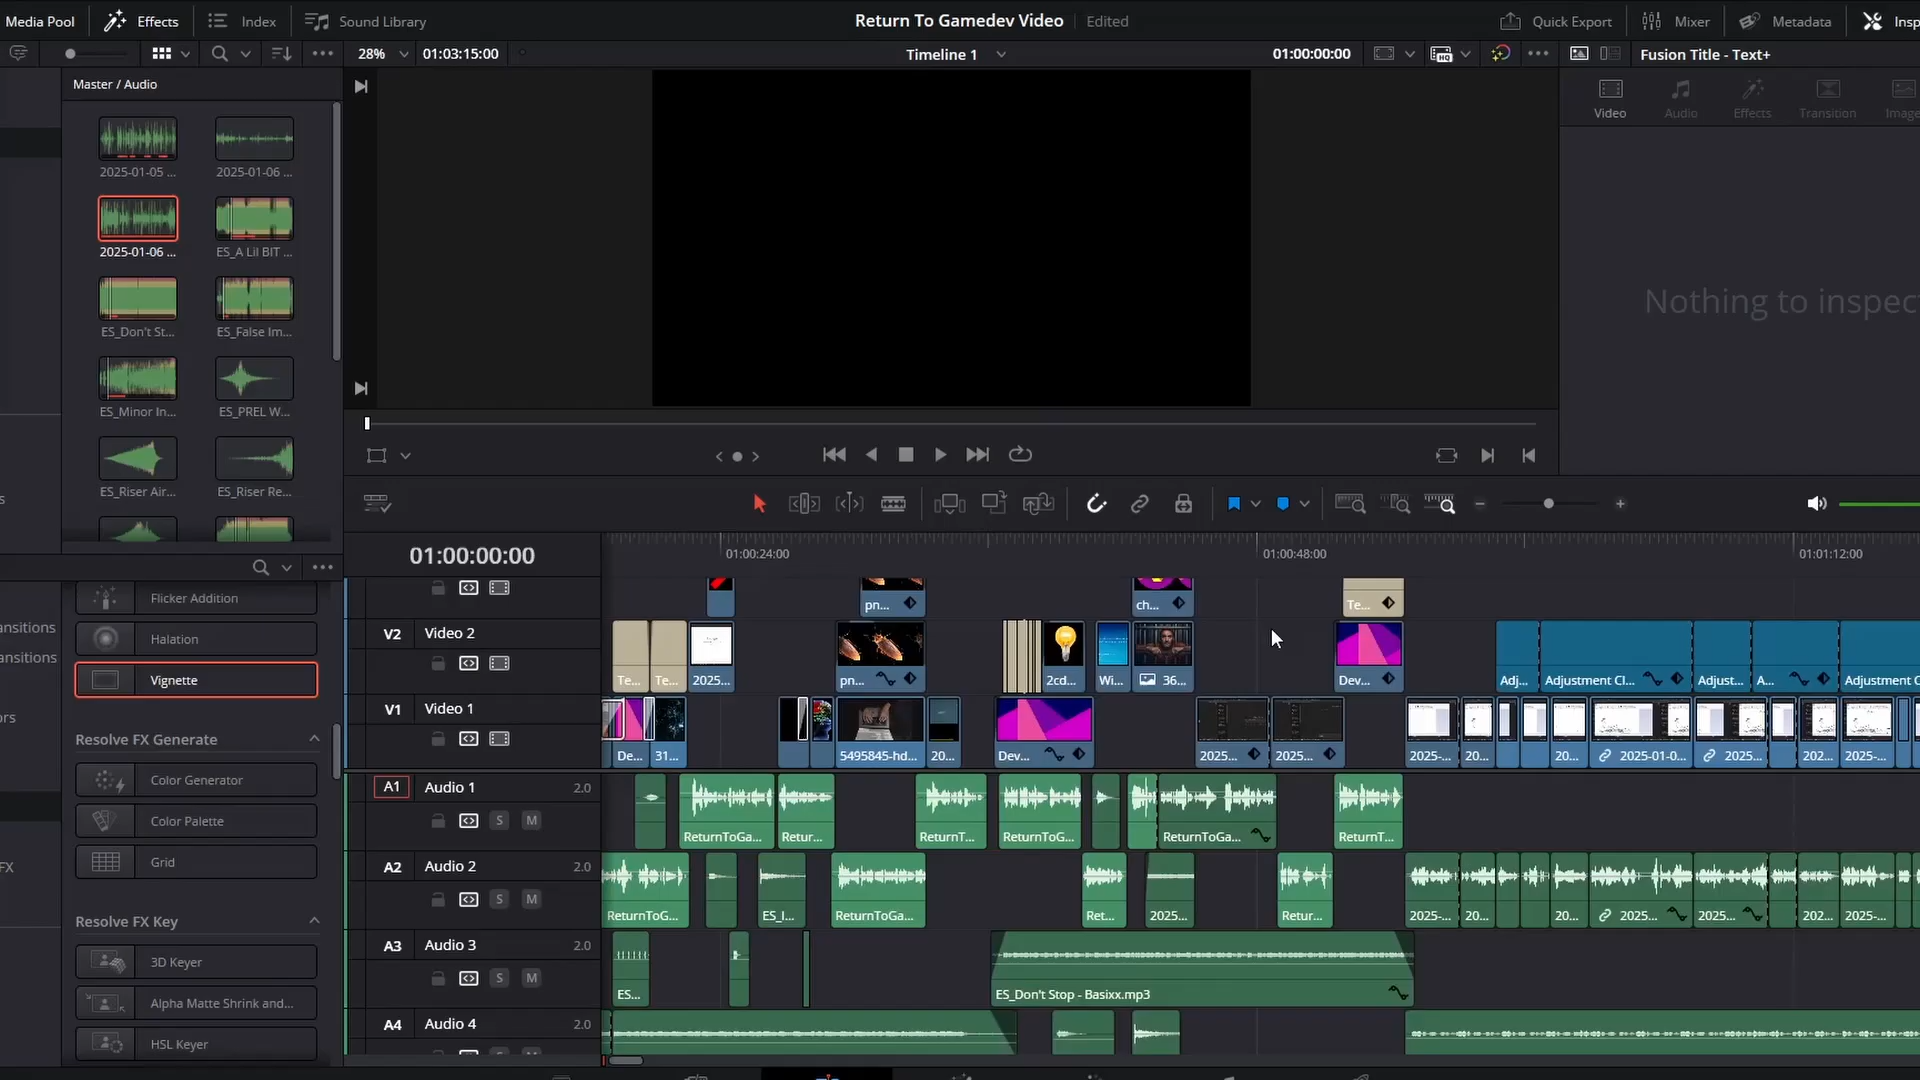 Media Pool
Effects
Index
Sound Library
Return To Gamedev Video
Edited
Quick Export
Mixer
Metadata
Insp
28%
01:03:15:00
Timeline 1
01:00:00:00
Fusion Title - Text+
Master / Audio
Video
Audio
Effects
Transition
Image
2025-01-05 ...
2025-01-06 ...
2025-01-06 ...
ES_A Lil BIT ...
ES_Don't St...
ES_False Im...
ES_Minor In...
ES_PREL W...
ES_Riser Air...
ES_Riser Re...
Nothing to inspect
01:00:00:00
01:00:24:00
01:00:48:00
01:01:12:00
Flicker Addition
Halation
Vignette
Resolve FX Generate
Color Generator
Color Palette
Grid
Resolve FX Key
3D Keyer
Alpha Matte Shrink and...
HSL Keyer
ansitions
ansitions
ors
FX
s
pn...
ch...
Te...
V2
Video 2
Te...
Te...
2025...
pn...
2cd...
Wi...
36...
Dev...
Adj...
Adjustment Cl...
Adjust...
A...
Adjustment C
V1
Video 1
De...
31...
5495845-hd...
20...
Dev...
2025...
2025...
2025-...
20...
20...
2025-01-0...
2025...
202...
2025-...
A1
Audio 1
2.0
S
M
ReturnToGa...
Retur...
ReturnT...
ReturnToG...
ReturnToGa...
ReturnT...
A2
Audio 2
2.0
S
M
ReturnToG...
ES_I...
ReturnToGa...
Ret...
2025...
Retur...
2025-...
20...
20...
2025...
2025...
202...
2025-...
A3
Audio 3
2.0
S
M
ES...
ES_Don't Stop - Basixx.mp3
A4
Audio 4
2.0